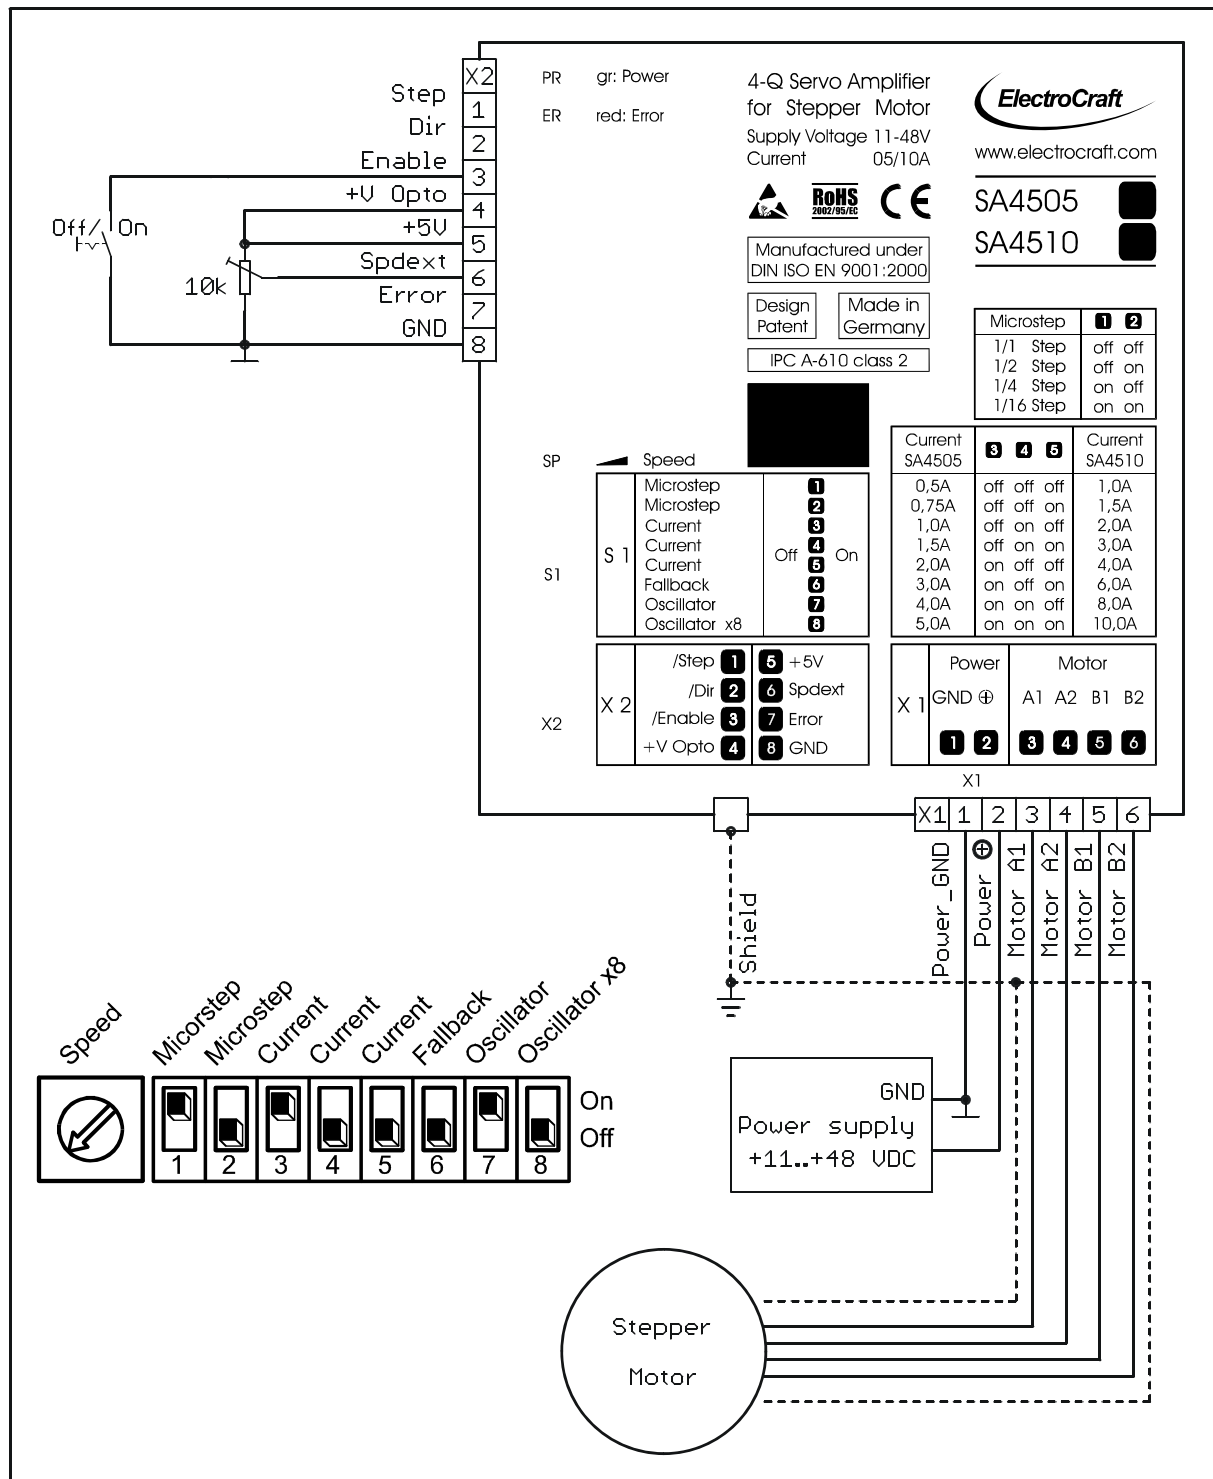 X2
Step
1
Dir
2
Enable
3
+V Opto
4
+5V
5
Spdext
6
Error
7
GND
8
Off/ On
10k
PR gr: Power
ER red: Error
4-Q Servo Amplifier
for Stepper Motor
Supply Voltage 11-48V
Current 05/10A
RoHS
2002/95/EC
CE
Manufactured under
DIN ISO EN 9001:2000
Design
Patent
Made in
Germany
IPC A-610 class 2
ElectroCraft
www.electrocraft.com
SA4505
SA4510
Microstep 1 2
1/1 Step off off
1/2 Step off on
1/4 Step on off
1/16 Step on on
Current SA4505 3 4 5 Current SA4510
0,5A off off off 1,0A
0,75A off off on 1,5A
1,0A off on off 2,0A
1,5A off on on 3,0A
2,0A on off off 4,0A
3,0A on off on 6,0A
4,0A on on off 8,0A
5,0A on on on 10,0A
SP Speed
S1
S 1
Microstep 1
Microstep 2
Current 3
Current Off 4 On
Current 5
Fallback 6
Oscillator 7
Oscillator x8 8
X2
X 2
/Step 1 5 +5V
/Dir 2 6 Spdext
/Enable 3 7 Error
+V Opto 4 8 GND
X 1
Power Motor
GND ⊕ A1 A2 B1 B2
1 2 3 4 5 6
X1
X1 1 2 3 4 5 6
Power_GND
Power ⊕
Motor A1
Motor A2
Motor B1
Motor B2
Shield
Speed
Micorstep
Microstep
Current
Current
Current
Fallback
Oscillator
Oscillator x8
On
Off
1 2 3 4 5 6 7 8
GND
Power supply
+11..+48 VDC
Stepper
Motor